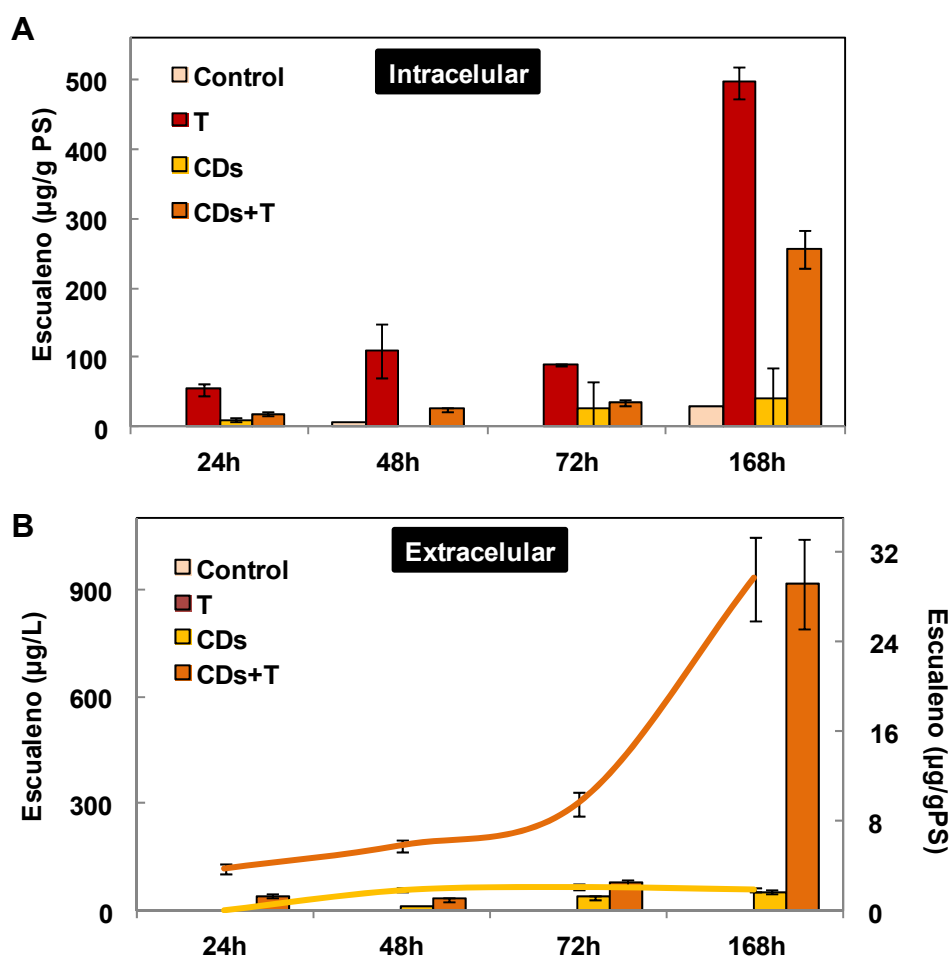 A
Intracelular
Control
T
CDs
CDs+T
Escualeno (µg/g PS)
500
400
300
200
100
0
24h 48h 72h 168h
B
Extracelular
Control
T
CDs
CDs+T
Escualeno (µg/L)
900
600
300
0
32
24
16
8
0
Escualeno (µg/gPS)
24h 48h 72h 168h